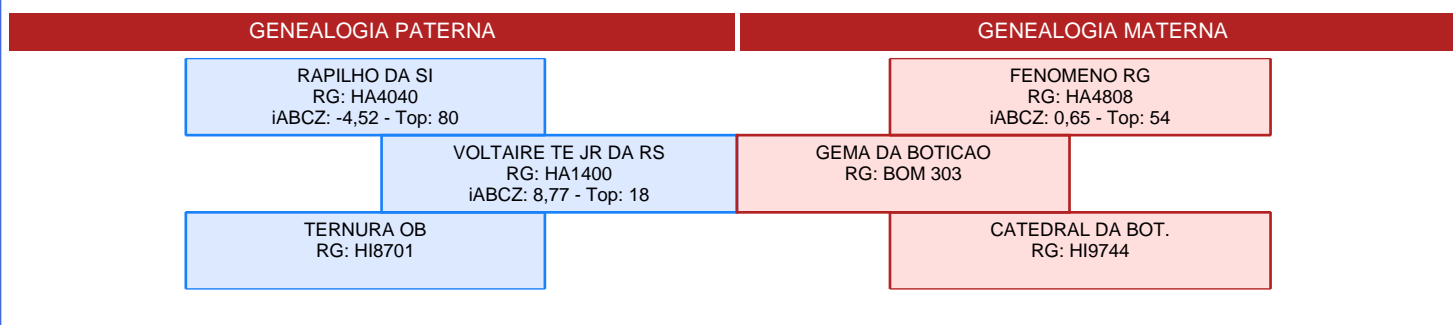 GENEALOGIA PATERNA
GENEALOGIA MATERNA
RAPILHO DA SI
RG: HA4040
iABCZ: -4,52 - Top: 80
FENOMENO RG
RG: HA4808
iABCZ: 0,65 - Top: 54
VOLTAIRE TE JR DA RS
RG: HA1400
iABCZ: 8,77 - Top: 18
GEMA DA BOTICAO
RG: BOM 303
TERNURA OB
RG: HI8701
CATEDRAL DA BOT.
RG: HI9744